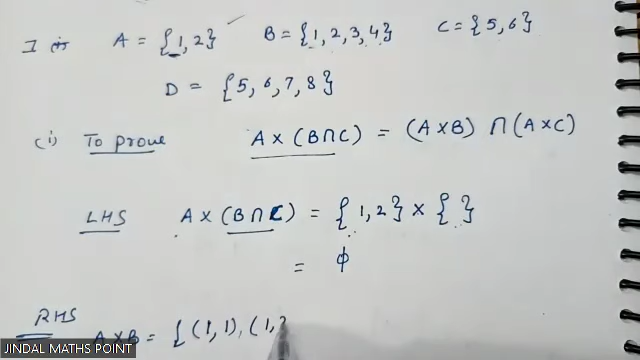 I is A = {1,2} B = {1,2,3,4} C = {5,6}
D = {5,6,7,8}
(i) To prove A × (B∩C) = (A×B) ∩ (A×C)
LHS A × (B∩C) = {1,2} × { }
= ϕ
RHS
A×B = {(1,1), (1,
JINDAL MATHS POINT